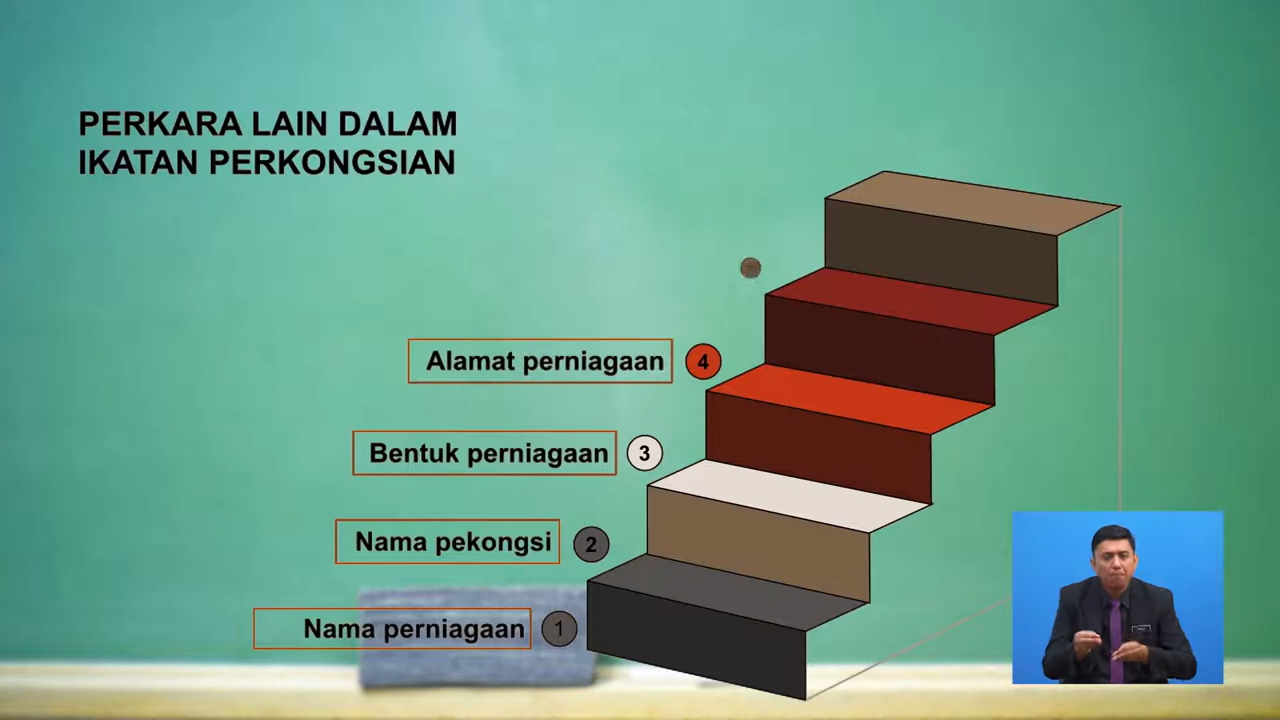 PERKARA LAIN DALAM
IKATAN PERKONGSIAN
Alamat perniagaan 4
Bentuk perniagaan 3
Nama pekongsi 2
Nama perniagaan 1